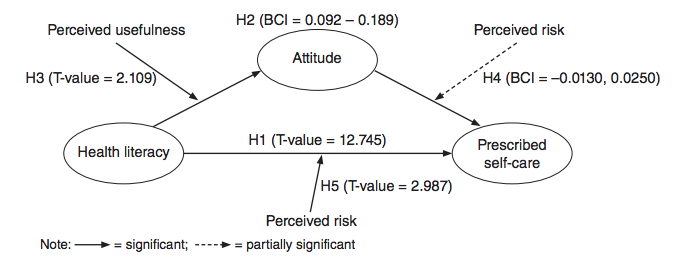 H2 (BCI = 0.092 – 0.189)
Perceived usefulness
Perceived risk
Attitude
H3 (T-value = 2.109)
H4 (BCI = –0.0130, 0.0250)
H1 (T-value = 12.745)
Health literacy
Prescribed
self-care
H5 (T-value = 2.987)
Perceived risk
Note: = significant; = partially significant